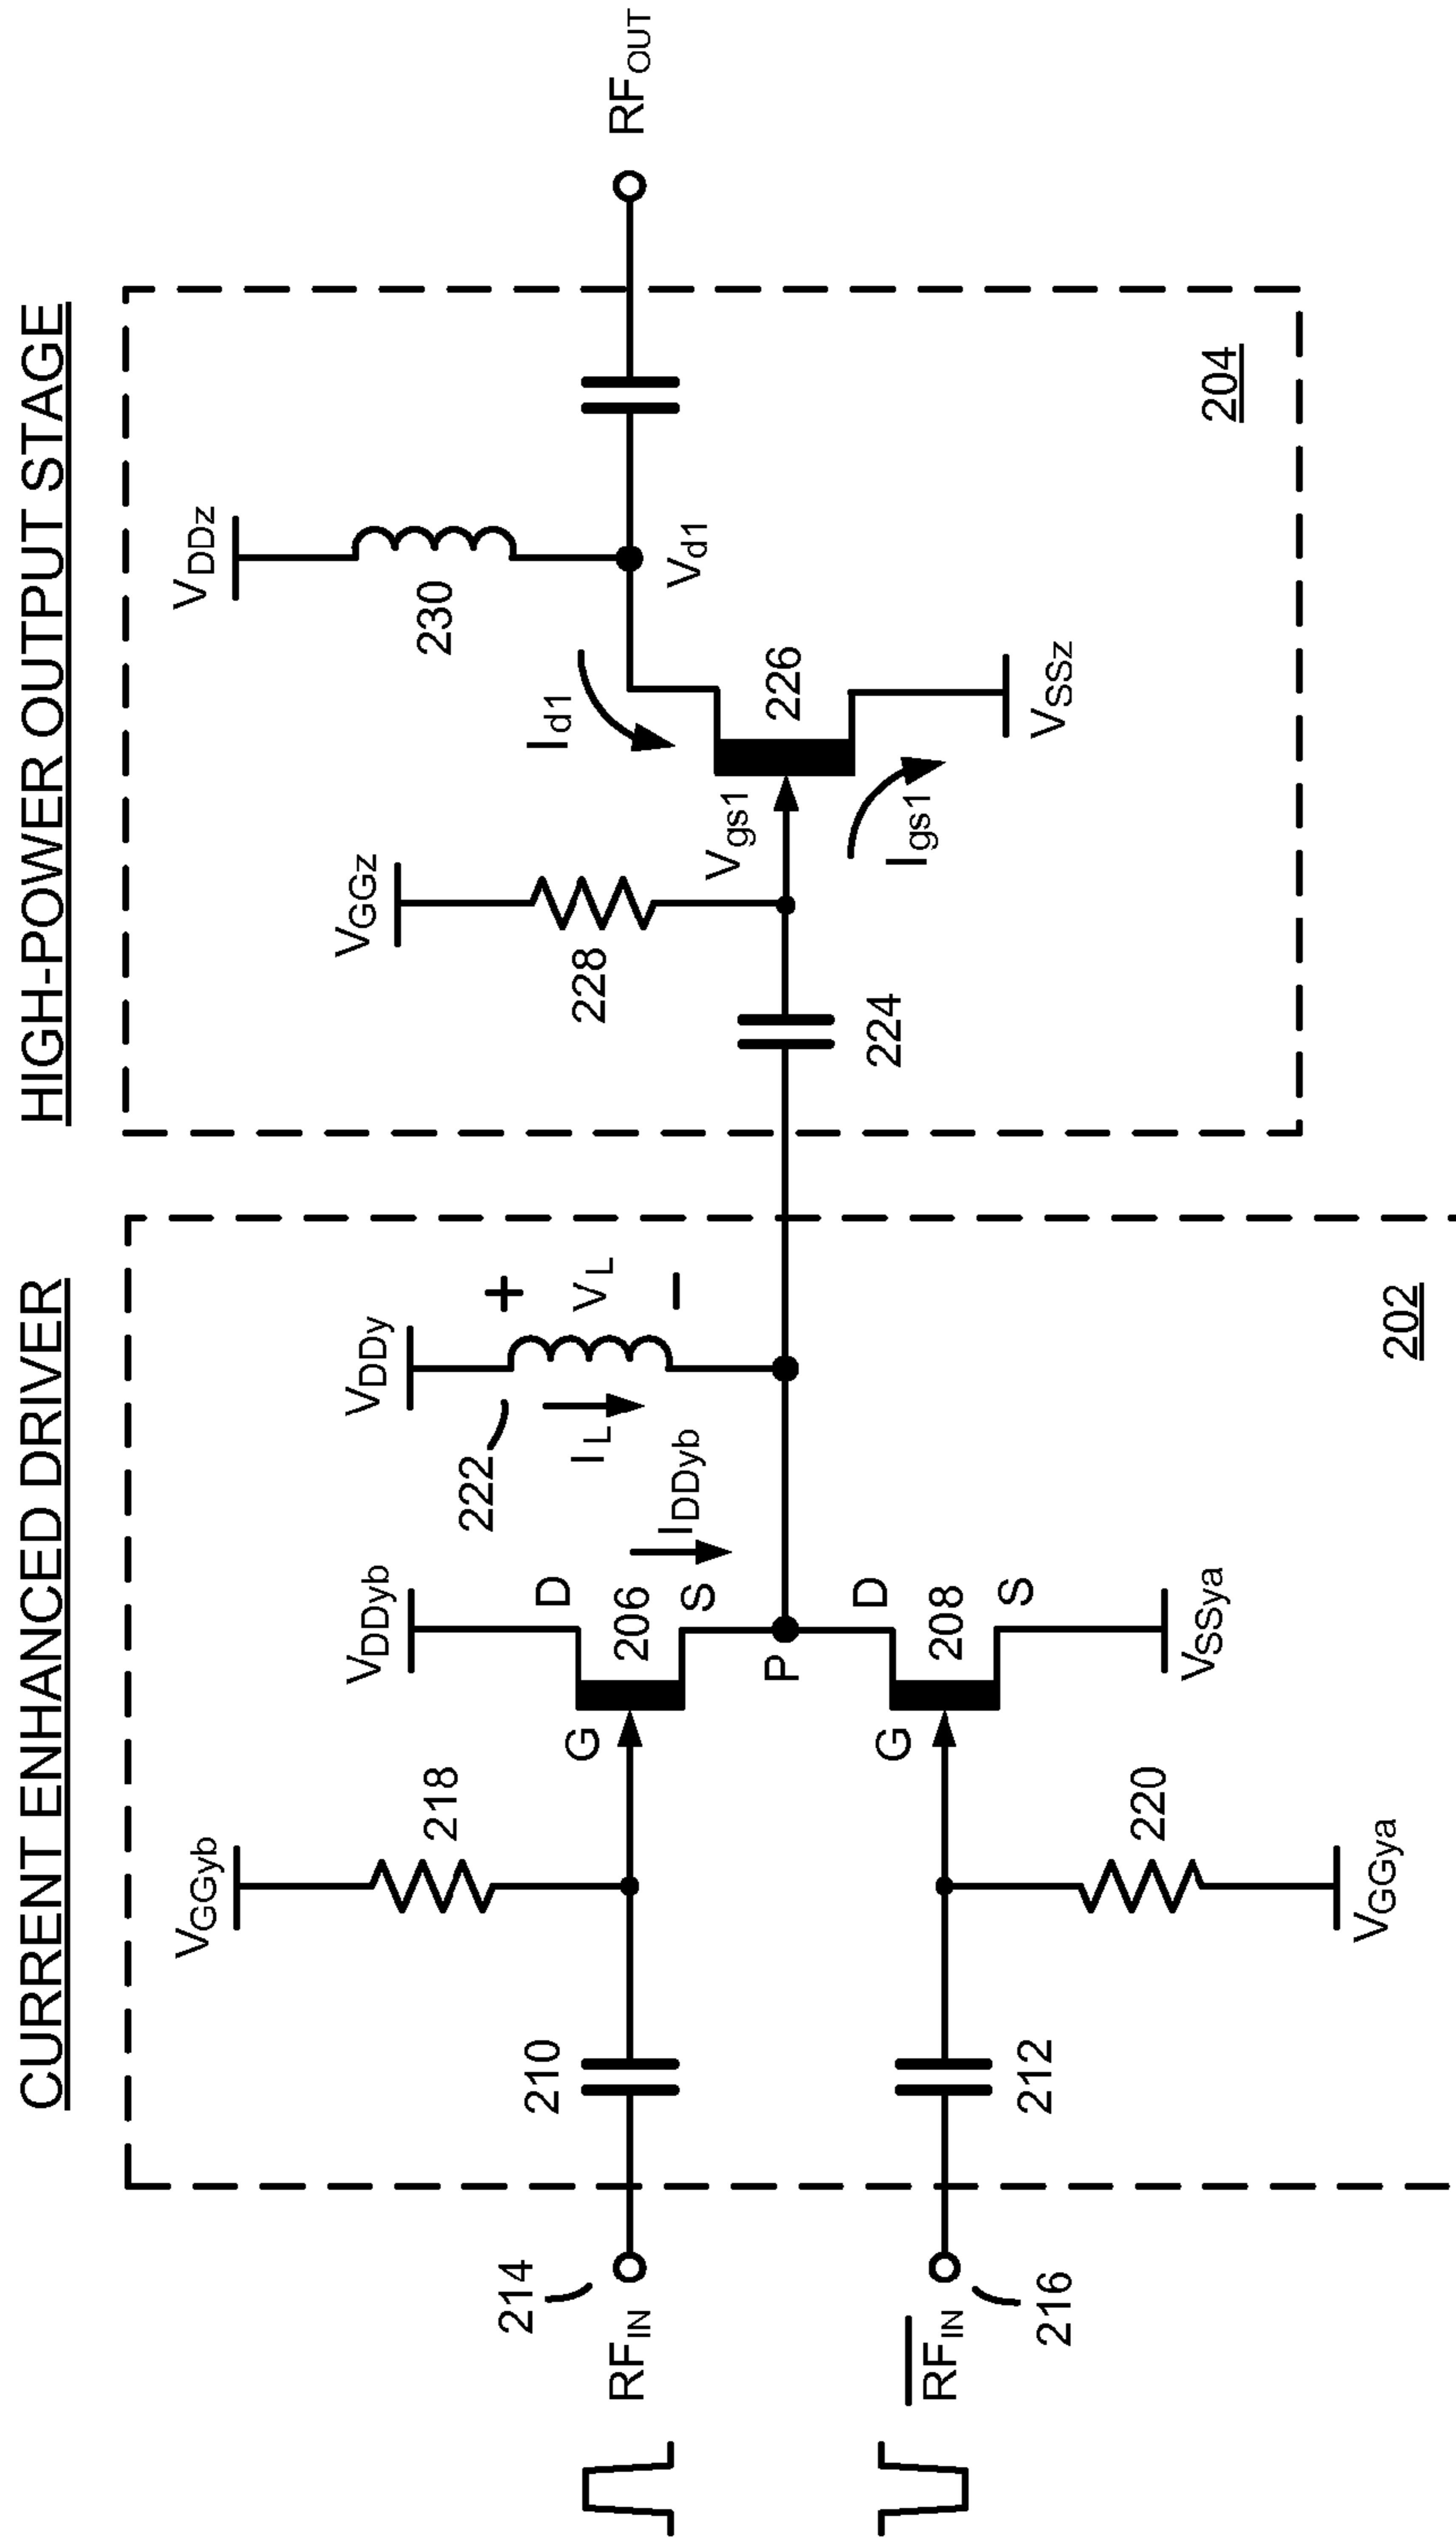 CURRENT ENHANCED DRIVER
HIGH-POWER OUTPUT STAGE
RF_IN
214
R̅F̅_IN
216
210
212
V_GGyb
218
220
V_GGya
V_DDyb
D
G
206
S
I_DDyb
P
D
G
208
S
V_SSya
V_DDy
222
I_L
+
V_L
−
202
224
V_GGz
228
V_gs1
I_gs1
I_d1
226
V_SSz
V_DDz
230
V_d1
204
RF_OUT